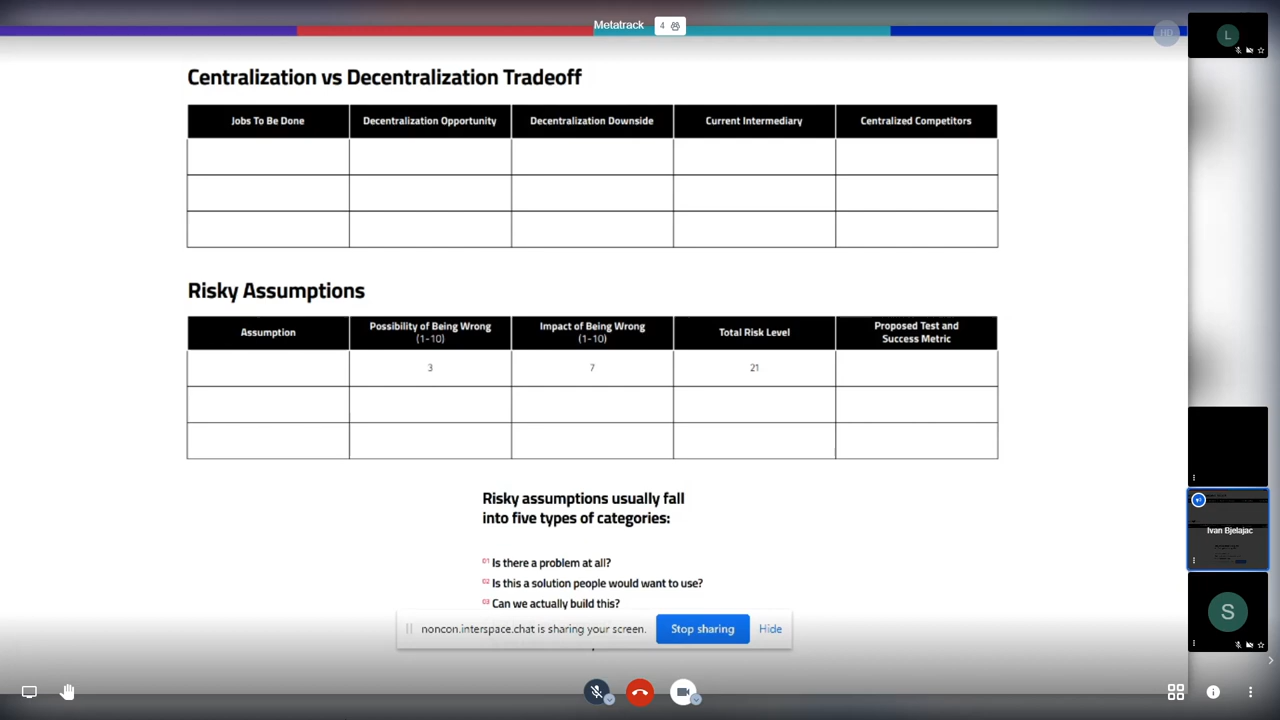 Metatrack 4
HB
L
Centralization vs Decentralization Tradeoff
Jobs To Be Done Decentralization Opportunity Decentralization Downside Current Intermediary Centralized Competitors
Risky Assumptions
Assumption Possibility of Being Wrong (1-10) Impact of Being Wrong (1-10) Total Risk Level Proposed Test and Success Metric
3 7 21
Risky assumptions usually fall
into five types of categories:
01 Is there a problem at all?
02 Is this a solution people would want to use?
03 Can we actually build this?
noncon.interspace.chat is sharing your screen. Stop sharing Hide
Ivan Bjelajac
S